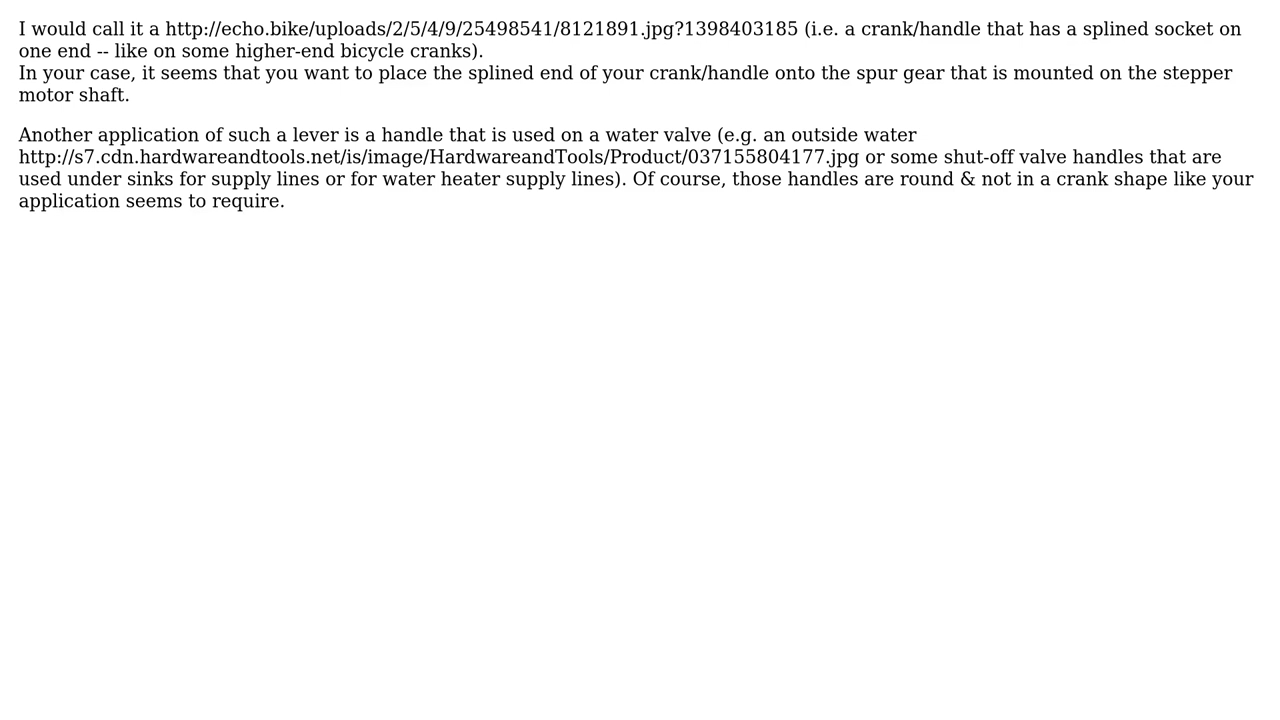 I would call it a http://echo.bike/uploads/2/5/4/9/25498541/8121891.jpg?1398403185 (i.e. a crank/handle that has a splined socket on
one end -- like on some higher-end bicycle cranks).
In your case, it seems that you want to place the splined end of your crank/handle onto the spur gear that is mounted on the stepper
motor shaft.
Another application of such a lever is a handle that is used on a water valve (e.g. an outside water
http://s7.cdn.hardwareandtools.net/is/image/HardwareandTools/Product/037155804177.jpg or some shut-off valve handles that are
used under sinks for supply lines or for water heater supply lines). Of course, those handles are round & not in a crank shape like your
application seems to require.